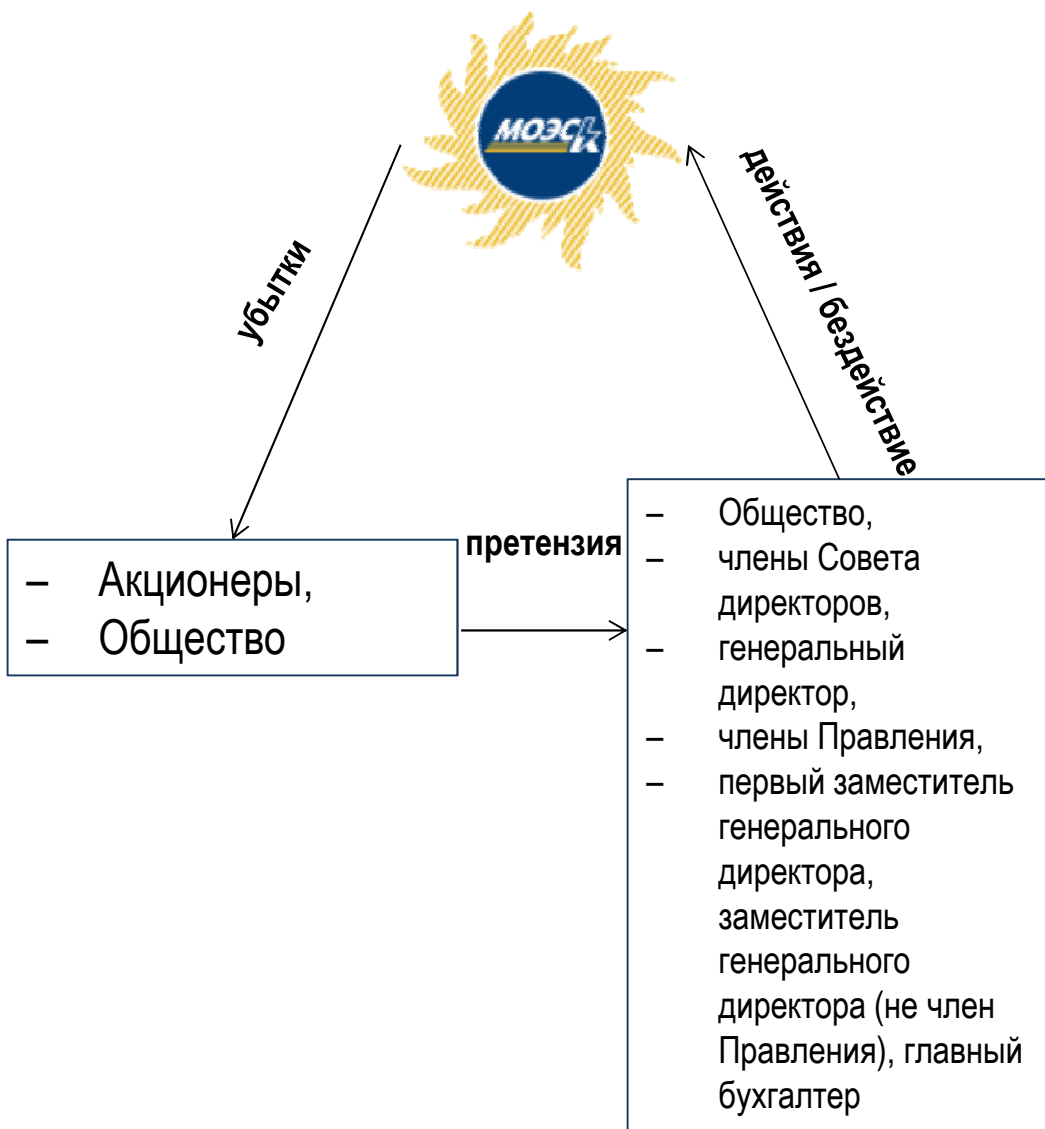 МОЭСК
убытки
действия / бездействие
– Акционеры,
– Общество
претензия
– Общество,
– члены Совета
директоров,
– генеральный
директор,
– члены Правления,
– первый заместитель
генерального
директора,
заместитель
генерального
директора (не член
Правления), главный
бухгалтер